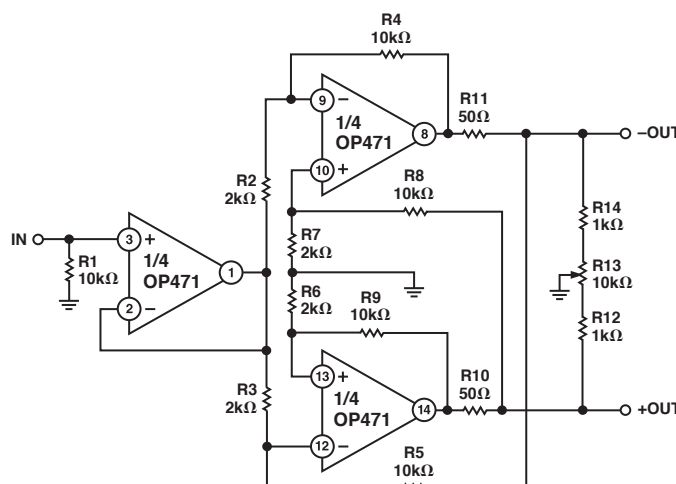 R4
10kΩ
9
–
1/4
OP471
8
10
+
R11
50Ω
–OUT
R8
10kΩ
R2
2kΩ
R14
1kΩ
IN
3
+
1/4
OP471
1
2
–
R1
10kΩ
R7
2kΩ
R13
10kΩ
R6
2kΩ
R9
10kΩ
R12
1kΩ
R3
2kΩ
13
+
1/4
OP471
14
12
–
R10
50Ω
+OUT
R5
10kΩ